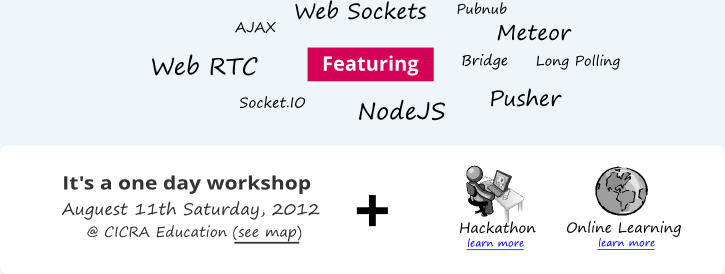 Web Sockets
Pubnub
AJAX
Meteor
Web RTC
Featuring
Bridge
Long Polling
Socket.IO
NodeJS
Pusher
It's a one day workshop
Auguest 11th Saturday, 2012
@ CICRA Education (see map)
+
Hackathon
learn more
Online Learning
learn more